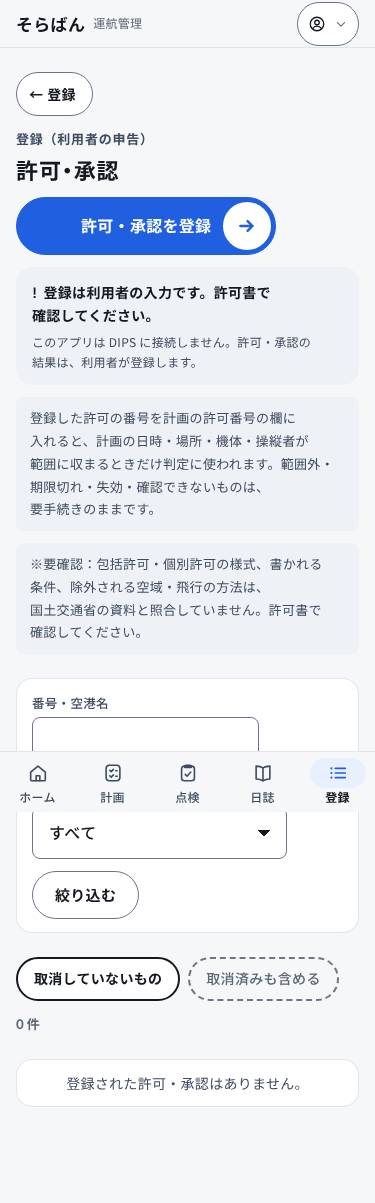 そらばん 運航管理
← 登録
登録（利用者の申告）
許可・承認
許可・承認を登録 →
! 登録は利用者の入力です。許可書で
確認してください。
このアプリは DIPS に接続しません。許可・承認の
結果は、利用者が登録します。
登録した許可の番号を計画の許可番号の欄に
入れると、計画の日時・場所・機体・操縦者が
範囲に収まるときだけ判定に使われます。範囲外・
期限切れ・失効・確認できないものは、
要手続きのままです。
※要確認：包括許可・個別許可の様式、書かれる
条件、除外される空域・飛行の方法は、
国土交通省の資料と照合していません。許可書で
確認してください。
番号・空港名
ホーム 計画 点検 日誌 登録
すべて
絞り込む
取消していないもの 取消済みも含める
0 件
登録された許可・承認はありません。